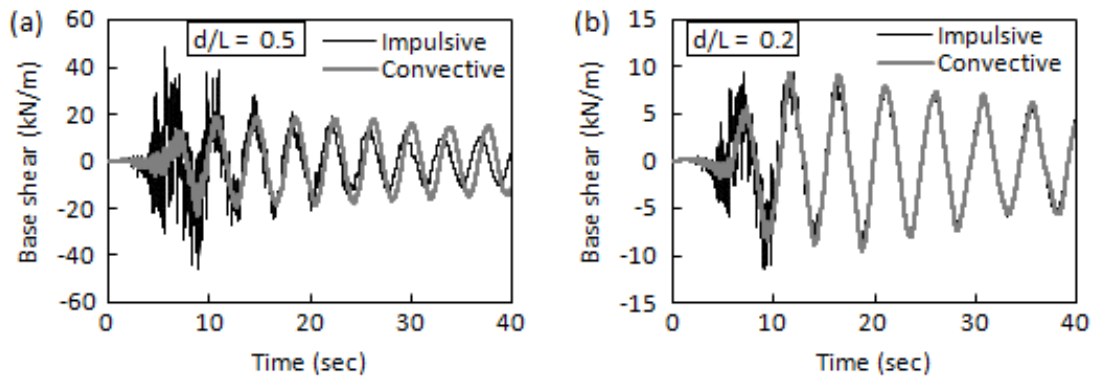 (a)
d/L = 0.5
Impulsive
Convective
Base shear (kN/m)
60
40
20
0
-20
-40
-60
0 10 20 30 40
Time (sec)
(b)
d/L = 0.2
Impulsive
Convective
Base shear (kN/m)
15
10
5
0
-5
-10
-15
0 10 20 30 40
Time (sec)